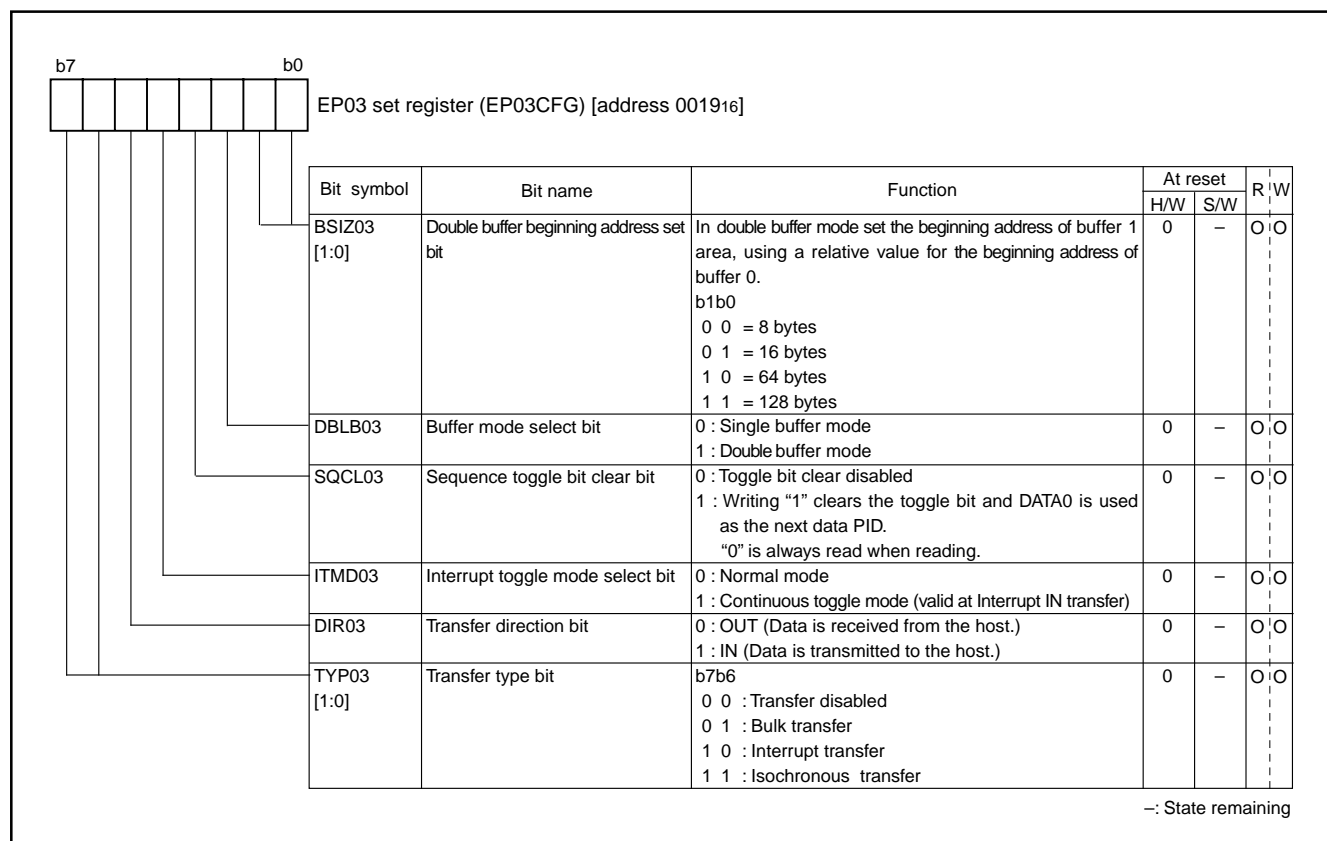 b7 b0
EP03 set register (EP03CFG) [address 001916]
Bit symbol Bit name Function At reset R W
H/W S/W
BSIZ03 Double buffer beginning address set In double buffer mode set the beginning address of buffer 1 0 – O O
[1:0] bit area, using a relative value for the beginning address of
buffer 0.
b1b0
0 0 = 8 bytes
0 1 = 16 bytes
1 0 = 64 bytes
1 1 = 128 bytes
DBLB03 Buffer mode select bit 0 : Single buffer mode 0 – O O
1 : Double buffer mode
SQCL03 Sequence toggle bit clear bit 0 : Toggle bit clear disabled 0 – O O
1 : Writing “1” clears the toggle bit and DATA0 is used
as the next data PID.
“0” is always read when reading.
ITMD03 Interrupt toggle mode select bit 0 : Normal mode 0 – O O
1 : Continuous toggle mode (valid at Interrupt IN transfer)
DIR03 Transfer direction bit 0 : OUT (Data is received from the host.) 0 – O O
1 : IN (Data is transmitted to the host.)
TYP03 Transfer type bit b7b6 0 – O O
[1:0] 0 0 : Transfer disabled
0 1 : Bulk transfer
1 0 : Interrupt transfer
1 1 : Isochronous transfer
–: State remaining